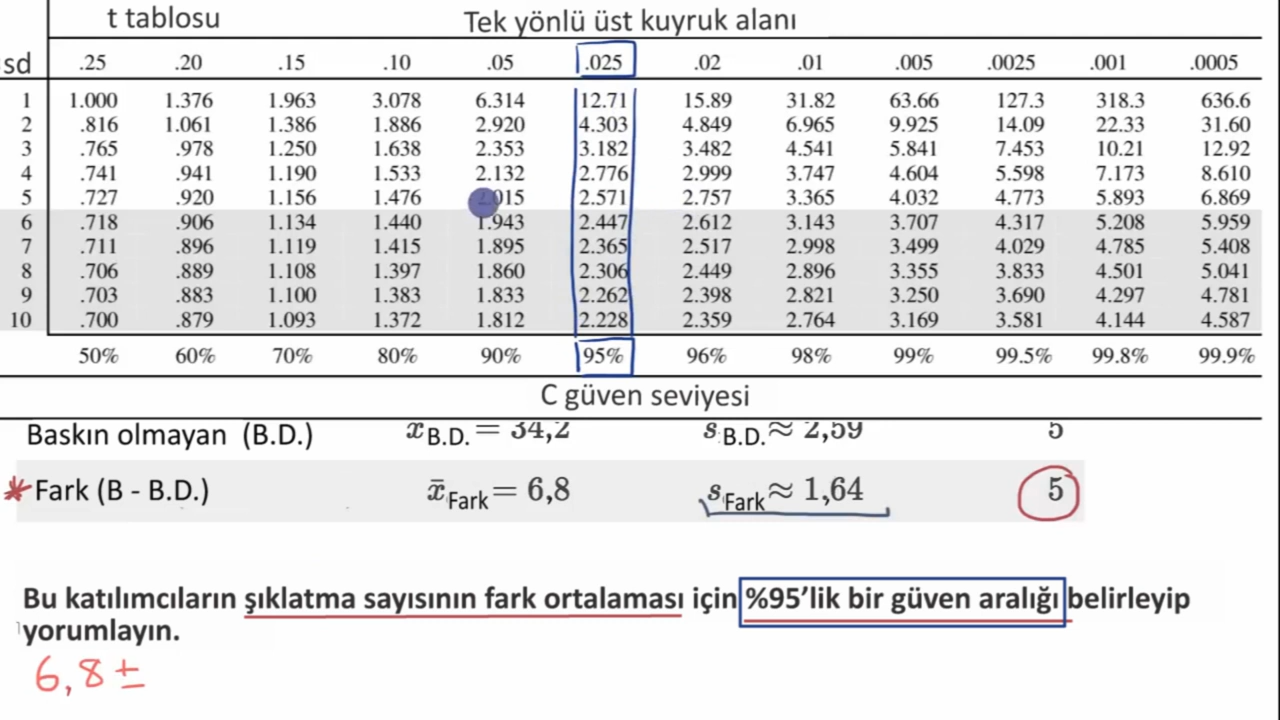 t tablosu Tek yönlü üst kuyruk alanı
sd .25 .20 .15 .10 .05 .025 .02 .01 .005 .0025 .001 .0005
1 1.000 1.376 1.963 3.078 6.314 12.71 15.89 31.82 63.66 127.3 318.3 636.6
2 .816 1.061 1.386 1.886 2.920 4.303 4.849 6.965 9.925 14.09 22.33 31.60
3 .765 .978 1.250 1.638 2.353 3.182 3.482 4.541 5.841 7.453 10.21 12.92
4 .741 .941 1.190 1.533 2.132 2.776 2.999 3.747 4.604 5.598 7.173 8.610
5 .727 .920 1.156 1.476 2.015 2.571 2.757 3.365 4.032 4.773 5.893 6.869
6 .718 .906 1.134 1.440 1.943 2.447 2.612 3.143 3.707 4.317 5.208 5.959
7 .711 .896 1.119 1.415 1.895 2.365 2.517 2.998 3.499 4.029 4.785 5.408
8 .706 .889 1.108 1.397 1.860 2.306 2.449 2.896 3.355 3.833 4.501 5.041
9 .703 .883 1.100 1.383 1.833 2.262 2.398 2.821 3.250 3.690 4.297 4.781
10 .700 .879 1.093 1.372 1.812 2.228 2.359 2.764 3.169 3.581 4.144 4.587
50% 60% 70% 80% 90% 95% 96% 98% 99% 99.5% 99.8% 99.9%
C güven seviyesi
Baskın olmayan (B.D.) x̄ B.D. = 34,2 s B.D. ≈ 2,59 5
* Fark (B - B.D.) x̄ Fark = 6,8 s Fark ≈ 1,64 5
Bu katılımcıların şıklatma sayısının fark ortalaması için %95’lik bir güven aralığı belirleyip
yorumlayın.
6,8 ±